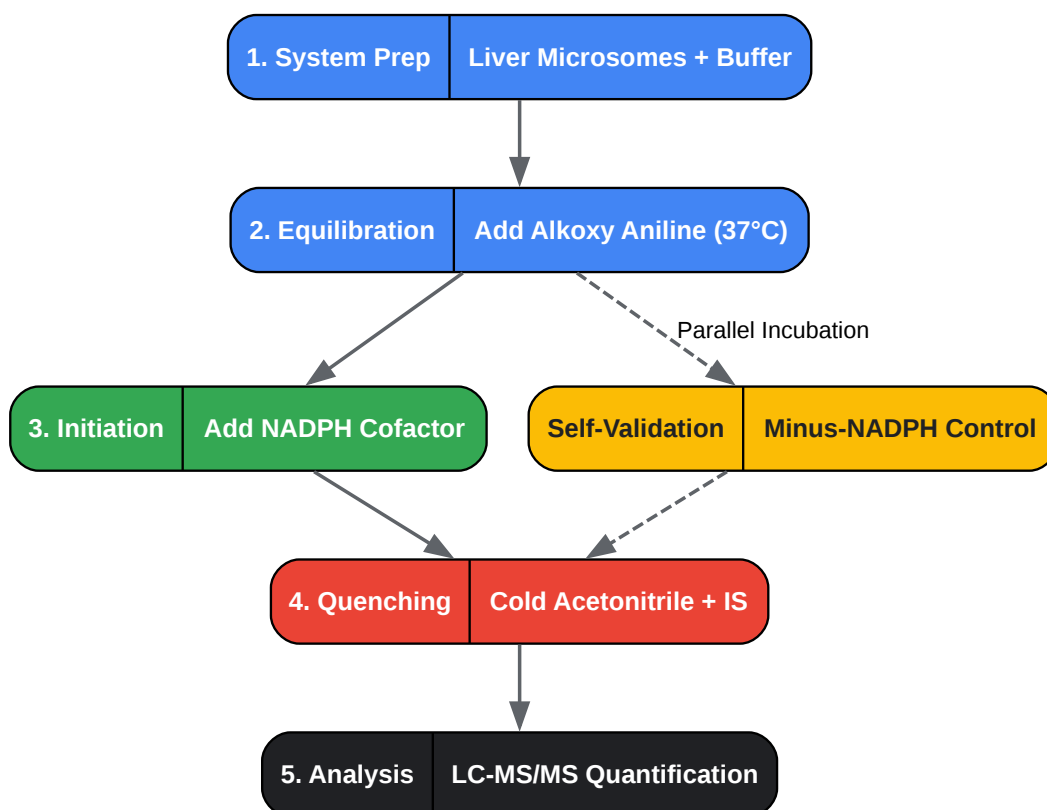 1. System Prep Liver Microsomes + Buffer
2. Equilibration Add Alkoxy Aniline (37°C)
Parallel Incubation
3. Initiation Add NADPH Cofactor
Self-Validation Minus-NADPH Control
4. Quenching Cold Acetonitrile + IS
5. Analysis LC-MS/MS Quantification